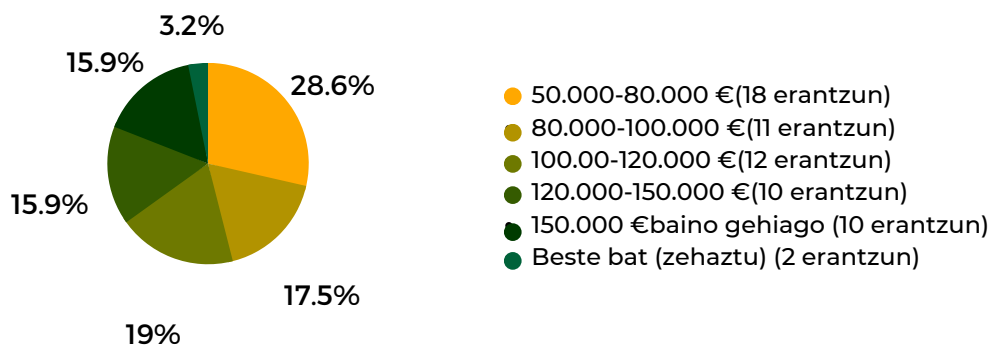 3.2%
15.9%
28.6%
15.9%
17.5%
19%
50.000-80.000 €(18 erantzun)
80.000-100.000 €(11 erantzun)
100.00-120.000 €(12 erantzun)
120.000-150.000 €(10 erantzun)
150.000 €baino gehiago (10 erantzun)
Beste bat (zehaztu) (2 erantzun)